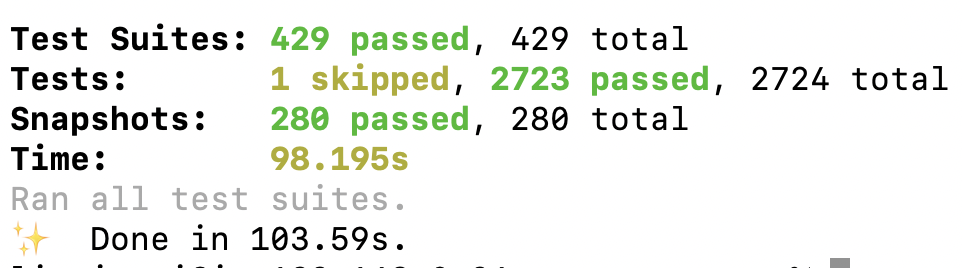 Test Suites: 429 passed, 429 total
Tests: 1 skipped, 2723 passed, 2724 total
Snapshots: 280 passed, 280 total
Time: 98.195s
Ran all test suites.
✨ Done in 103.59s.